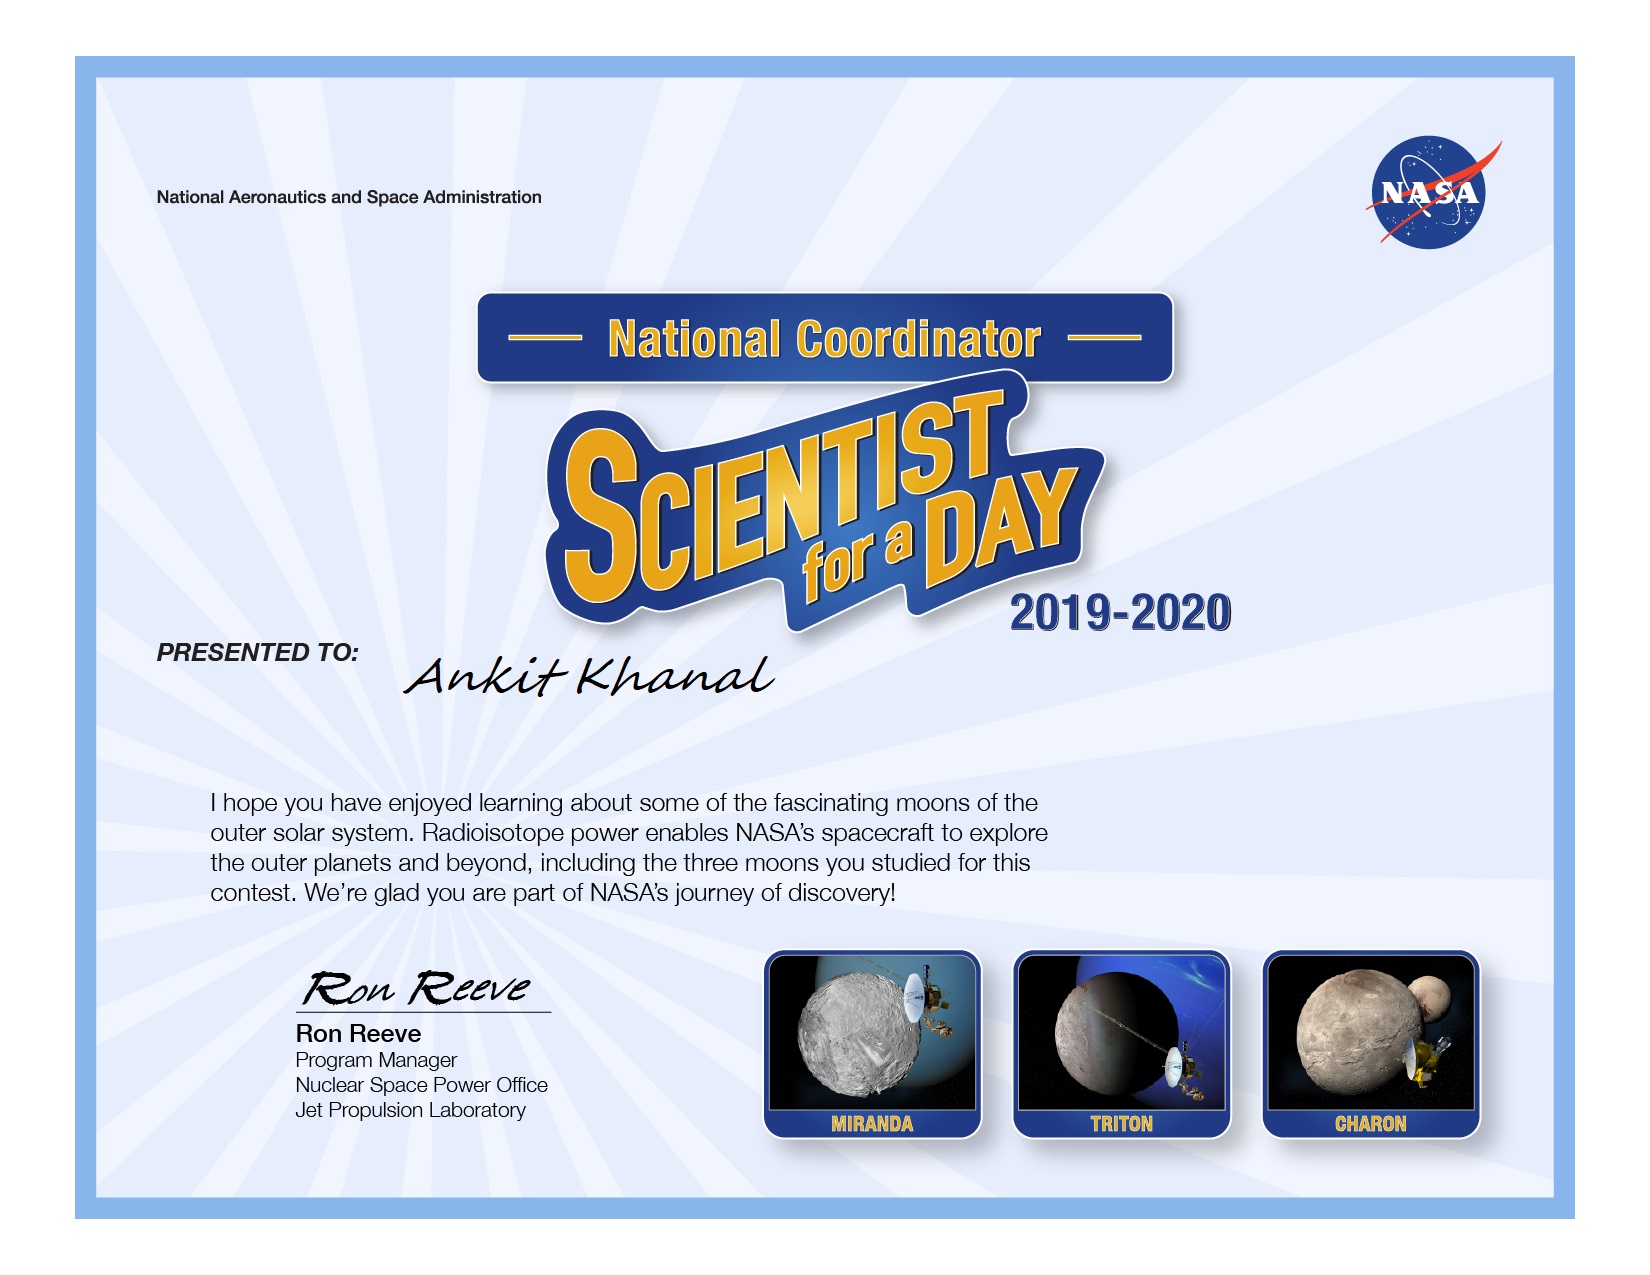 National Aeronautics and Space Administration
NASA
National Coordinator
SCIENTIST
for a DAY
2019-2020
PRESENTED TO:
Ankit Khanal
I hope you have enjoyed learning about some of the fascinating moons of the
outer solar system. Radioisotope power enables NASA’s spacecraft to explore
the outer planets and beyond, including the three moons you studied for this
contest. We’re glad you are part of NASA’s journey of discovery!
Ron Reeve
Ron Reeve
Program Manager
Nuclear Space Power Office
Jet Propulsion Laboratory
MIRANDA
TRITON
CHARON